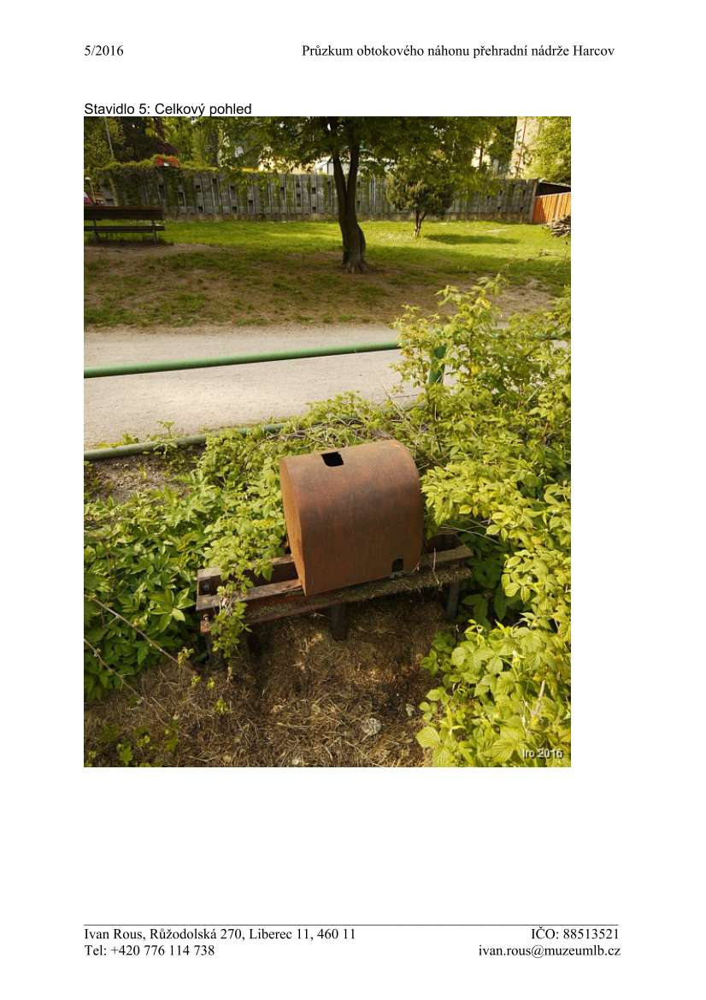 5/2016 Průzkum obtokového náhonu přehradní nádrže Harcov
Stavidlo 5: Celkový pohled
Iro 2016
Ivan Rous, Růžodolská 270, Liberec 11, 460 11 IČO: 88513521
Tel: +420 776 114 738 ivan.rous@muzeumlb.cz